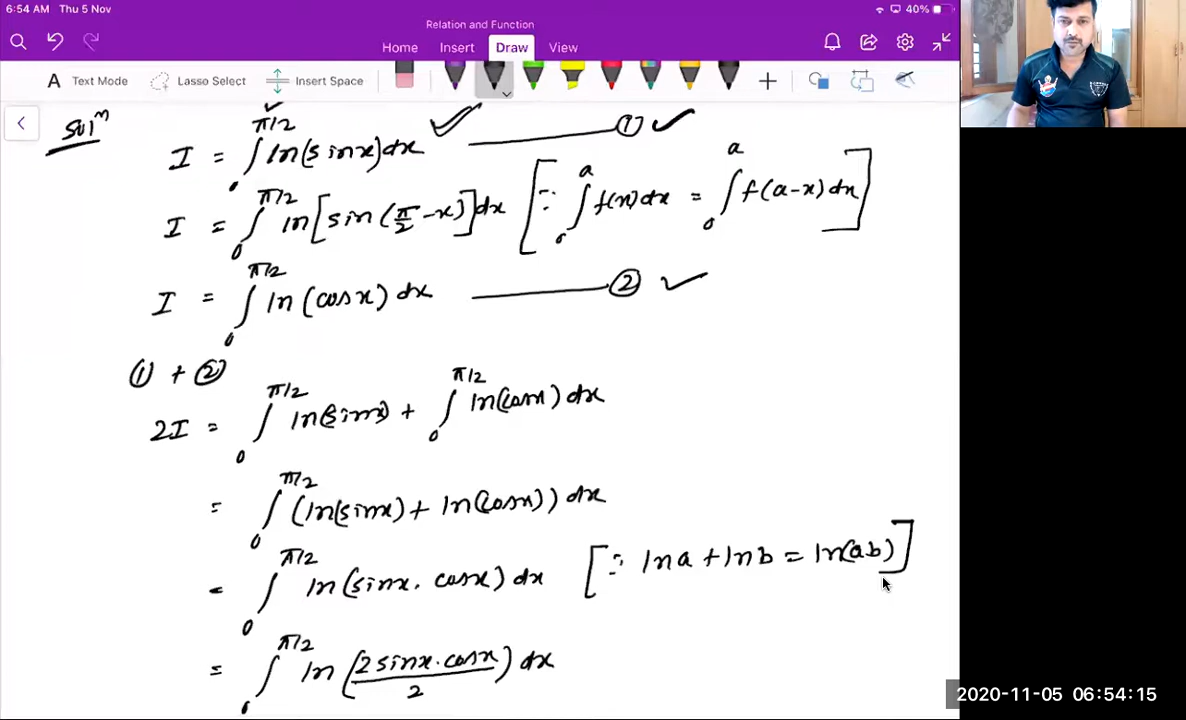 6:54 AM Thu 5 Nov
40%
Relation and Function
Home Insert Draw View
A Text Mode Lasso Select Insert Space
Solⁿ
I = ∫₀^{π/2} ln(sinx)dx ——— ①
I = ∫₀^{π/2} ln[sin(π/2 -x)]dx [∵ ∫₀^a f(x)dx = ∫₀^a f(a-x)dx]
I = ∫₀^{π/2} ln(cosx)dx ——— ②
① + ②
2I = ∫₀^{π/2} ln(sinx) + ∫₀^{π/2} ln(cosx)dx
= ∫₀^{π/2} (ln(sinx) + ln(cosx))dx
= ∫₀^{π/2} ln(sinx. cosx)dx [∵ lna + lnb = ln(ab)]
= ∫₀^{π/2} ln(2sinx.cosx/2)dx
2020-11-05 06:54:15